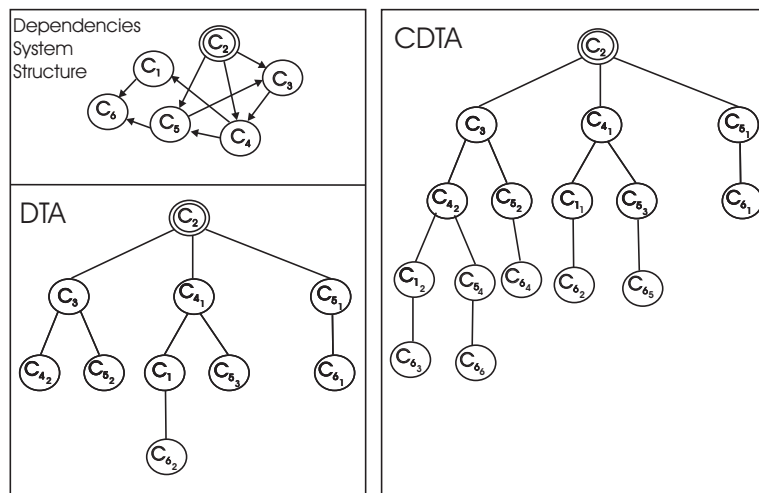 Dependencies
System
Structure
C₂
C₁
C₃
C₆
C₅
C₄
DTA
C₂
C₃ C₄₁ C₅₁
C₄₂ C₅₂ C₁ C₅₃ C₆₁
C₆₂
CDTA
C₂
C₃ C₄₁ C₅₁
C₄₂ C₅₂ C₁₁ C₅₃ C₆₁
C₁₂ C₅₄ C₆₄ C₆₂ C₆₅
C₆₃ C₆₆